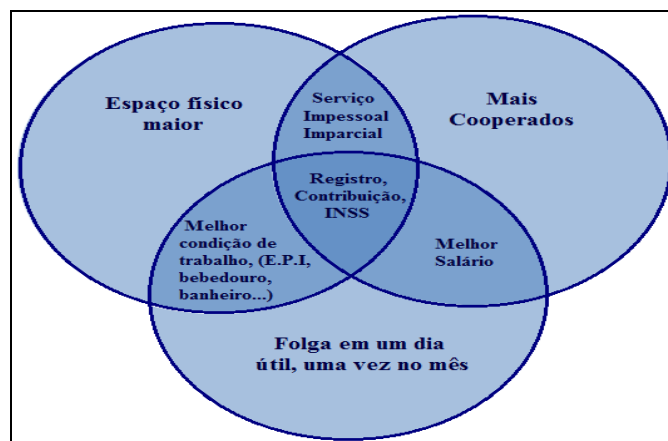 Espaço físico
maior
Serviço
Impessoal
Imparcial
Mais
Cooperados
Registro,
Contribuição,
INSS
Melhor
condição de
trabalho, (E.P.I,
bebedouro,
banheiro...)
Melhor
Salário
Folga em um dia
útil, uma vez no mês